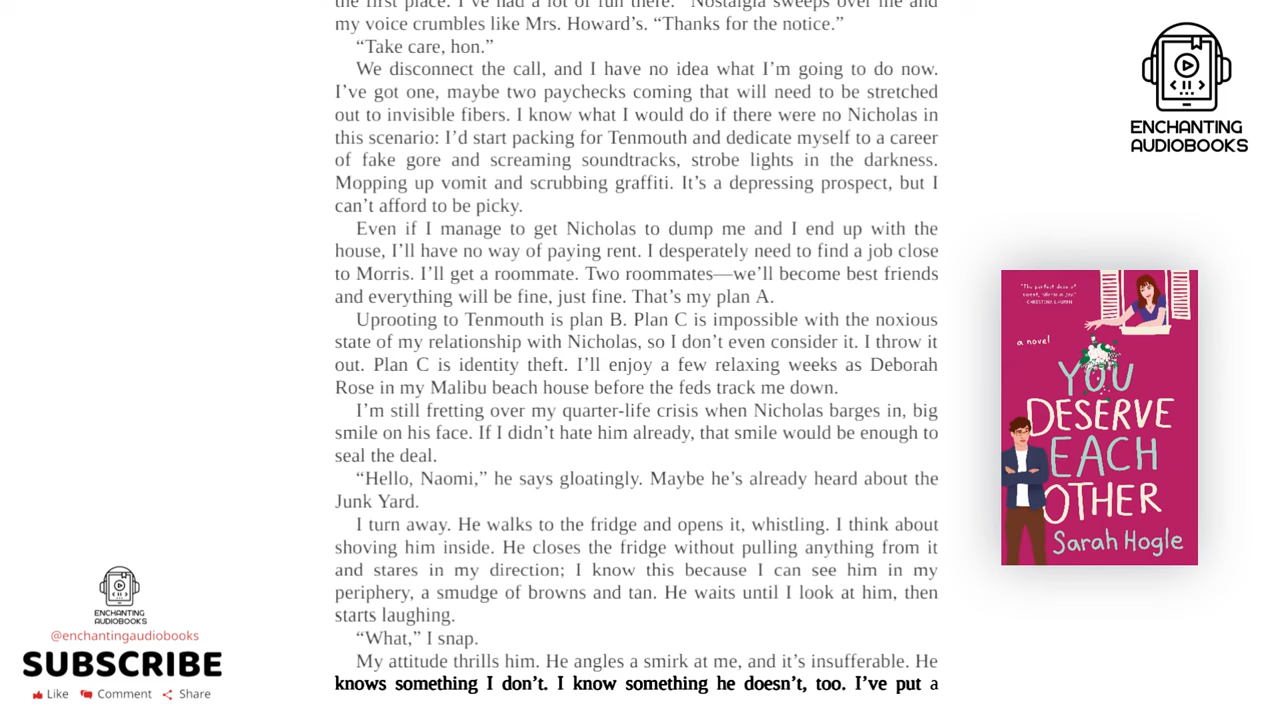 the first place. I've had a lot of fun there." Nostalgia sweeps over me and
my voice crumbles like Mrs. Howard's. “Thanks for the notice.”
“Take care, hon.”
We disconnect the call, and I have no idea what I'm going to do now.
I've got one, maybe two paychecks coming that will need to be stretched
out to invisible fibers. I know what I would do if there were no Nicholas in
this scenario: I'd start packing for Tenmouth and dedicate myself to a career
of fake gore and screaming soundtracks, strobe lights in the darkness.
Mopping up vomit and scrubbing graffiti. It's a depressing prospect, but I
can't afford to be picky.
Even if I manage to get Nicholas to dump me and I end up with the
house, I'll have no way of paying rent. I desperately need to find a job close
to Morris. I'll get a roommate. Two roommates—we'll become best friends
and everything will be fine, just fine. That's my plan A.
Uprooting to Tenmouth is plan B. Plan C is impossible with the noxious
state of my relationship with Nicholas, so I don't even consider it. I throw it
out. Plan C is identity theft. I'll enjoy a few relaxing weeks as Deborah
Rose in my Malibu beach house before the feds track me down.
I'm still fretting over my quarter-life crisis when Nicholas barges in, big
smile on his face. If I didn't hate him already, that smile would be enough to
seal the deal.
“Hello, Naomi,” he says gloatingly. Maybe he's already heard about the
Junk Yard.
I turn away. He walks to the fridge and opens it, whistling. I think about
shoving him inside. He closes the fridge without pulling anything from it
and stares in my direction; I know this because I can see him in my
periphery, a smudge of browns and tan. He waits until I look at him, then
starts laughing.
“What,” I snap.
My attitude thrills him. He angles a smirk at me, and it's insufferable. He
knows something I don't. I know something he doesn't, too. I've put a
ENCHANTING
AUDIOBOOKS
"The perfect dose of
CHRISTINA LAUREN
a novel
YOU
DESERVE
EACH
OTHER
Sarah Hogle
ENCHANTING
AUDIOBOOKS
@enchantingaudiobooks
SUBSCRIBE
Like Comment Share